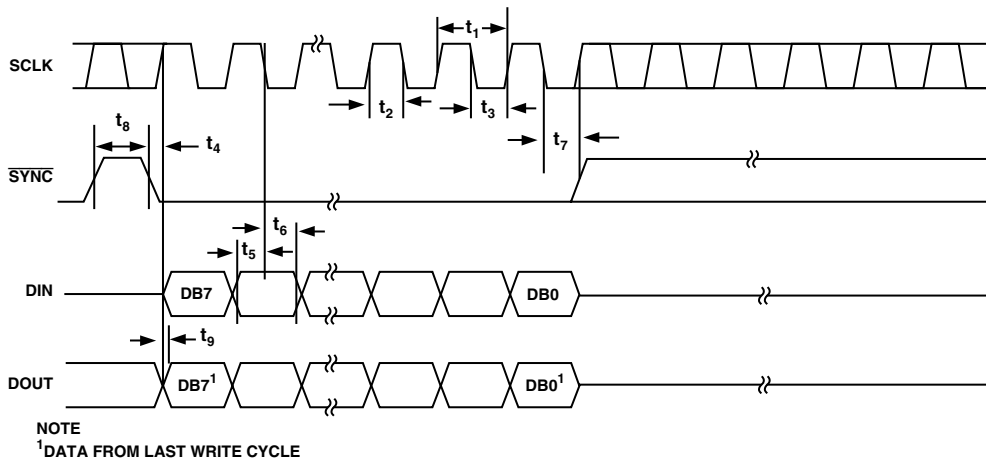 t1
SCLK
t2
t3
t8
t4
t7
SYNC
t6
t5
DIN
DB7
DB0
t9
DOUT
DB7¹
DB0¹
NOTE
¹DATA FROM LAST WRITE CYCLE